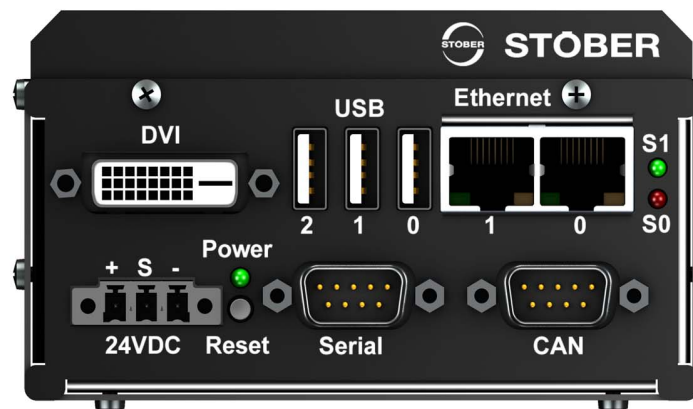 STÖBER STÖBER
DVI
USB
Ethernet
S1
2 1 0
1 0
S0
Power
+ S -
24VDC Reset Serial CAN